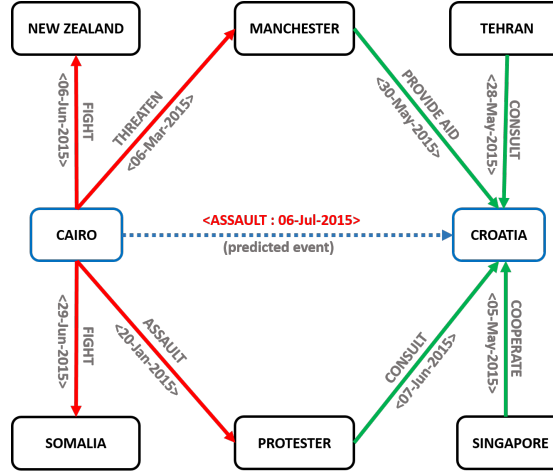 NEW ZEALAND
MANCHESTER
TEHRAN
FIGHT
<06-Jun-2015>
THREATEN
<06-Mar-2015>
PROVIDE AID
<30-May-2015>
CONSULT
<28-May-2015>
CAIRO
<ASSAULT : 06-Jul-2015>
(predicted event)
CROATIA
FIGHT
<29-Jun-2015>
ASSAULT
<20-Jan-2015>
CONSULT
<07-Jun-2015>
COOPERATE
<05-May-2015>
SOMALIA
PROTESTER
SINGAPORE